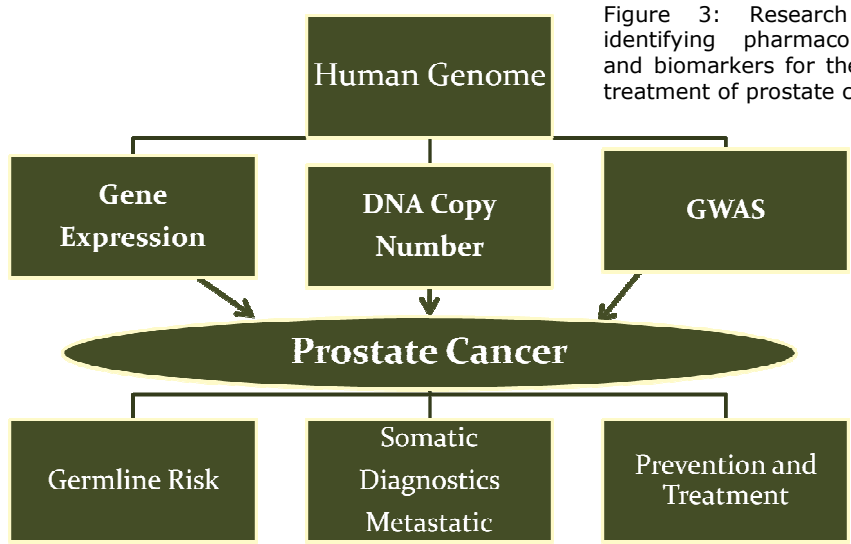 Figure 3: Research
identifying pharmaco
and biomarkers for the
treatment of prostate c
Human Genome
Gene
Expression
DNA Copy
Number
GWAS
Prostate Cancer
Germline Risk
Somatic
Diagnostics
Metastatic
Prevention and
Treatment